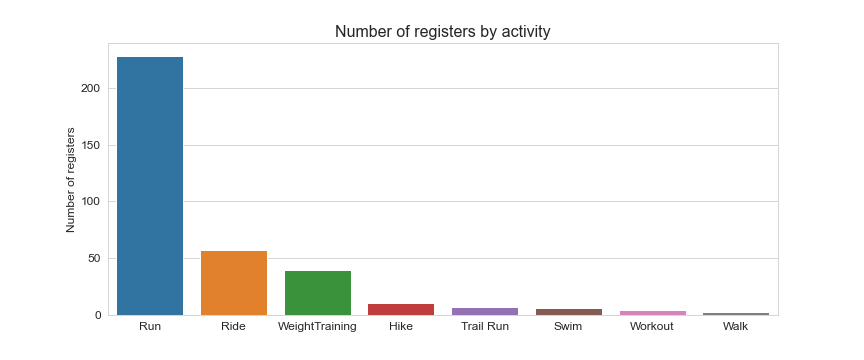 Number of registers by activity
Number of registers
200
150
100
50
0
Run Ride WeightTraining Hike Trail Run Swim Workout Walk